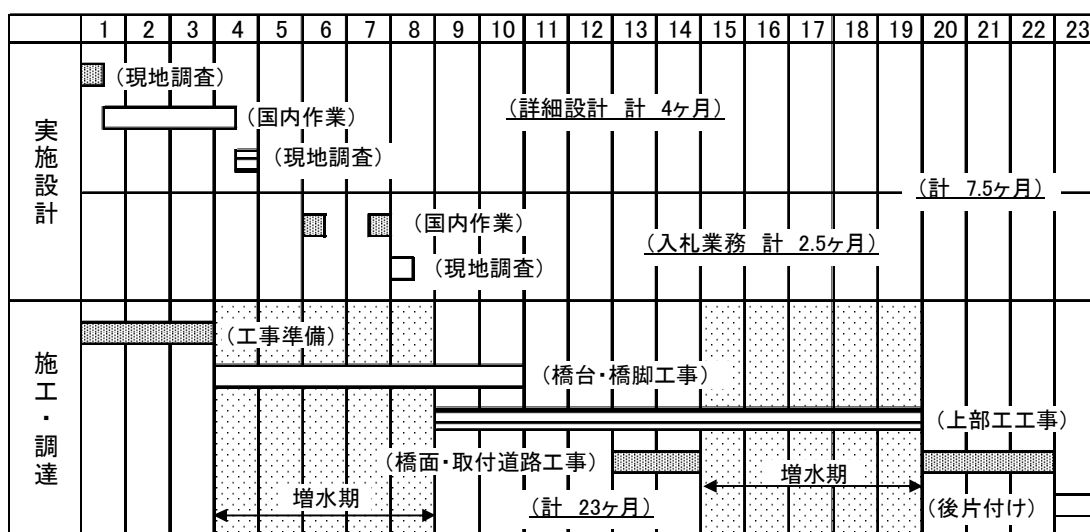 1 2 3 4 5 6 7 8 9 10 11 12 13 14 15 16 17 18 19 20 21 22 23
実施設計
(現地調査)
(国内作業)
(詳細設計 計 4ヶ月)
(現地調査)
(計 7.5ヶ月)
(国内作業)
(入札業務 計 2.5ヶ月)
(現地調査)
施工・調達
(工事準備)
(橋台・橋脚工事)
(上部工工事)
(橋面・取付道路工事)
増水期
増水期
(計 23ヶ月)
(後片付け)